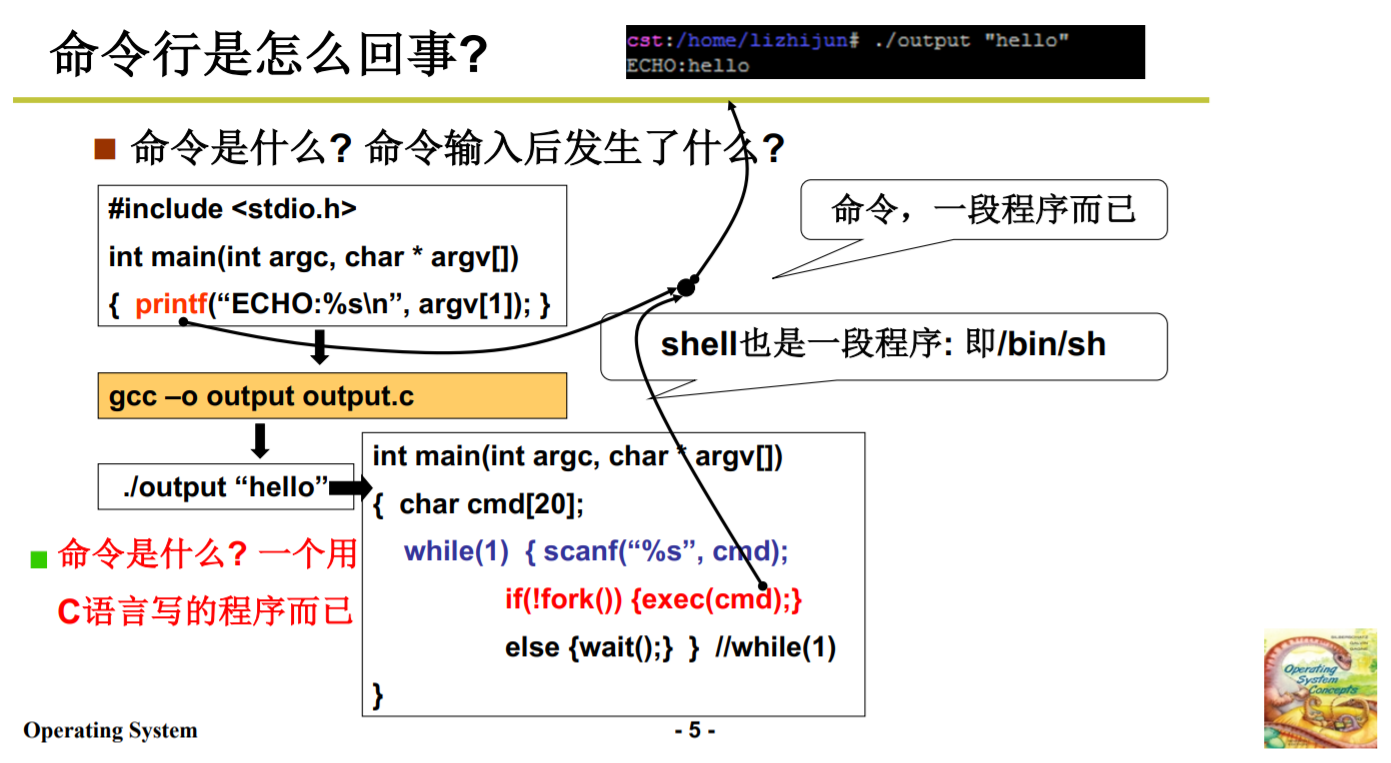 命令行是怎么回事?
cst:/home/lizhijun# ./output "hello"
ECHO:hello
命令是什么? 命令输入后发生了什么?
#include <stdio.h>
int main(int argc, char * argv[])
{ printf(“ECHO:%s\n”, argv[1]); }
命令，一段程序而已
shell也是一段程序: 即/bin/sh
gcc –o output output.c
./output “hello”
int main(int argc, char * argv[])
{ char cmd[20];
while(1) { scanf(“%s”, cmd);
if(!fork()) {exec(cmd);}
else {wait();} } //while(1)
}
命令是什么? 一个用
C语言写的程序而已
Operating System
- 5 -
Operating
System
Concepts